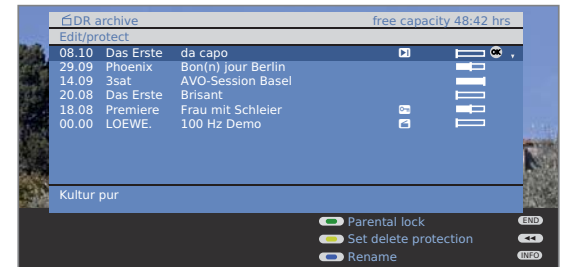 DR archive free capacity 48:42 hrs
Edit/protect
08.10 Das Erste da capo OK
29.09 Phoenix Bon(n) jour Berlin
14.09 3sat AVO-Session Basel
20.08 Das Erste Brisant
18.08 Premiere Frau mit Schleier
00.00 LOEWE. 100 Hz Demo
Kultur pur
Parental lock END
Set delete protection
Rename INFO